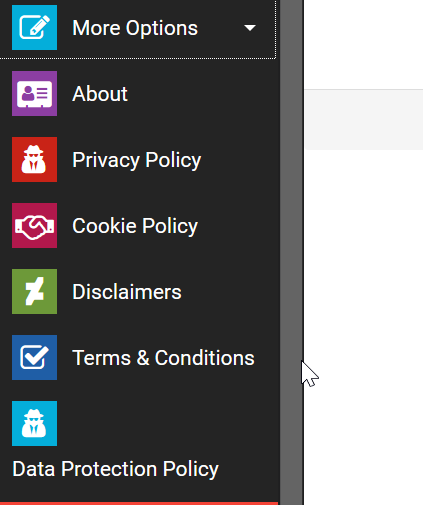 More Options
About
Privacy Policy
Cookie Policy
Disclaimers
Terms & Conditions
Data Protection Policy